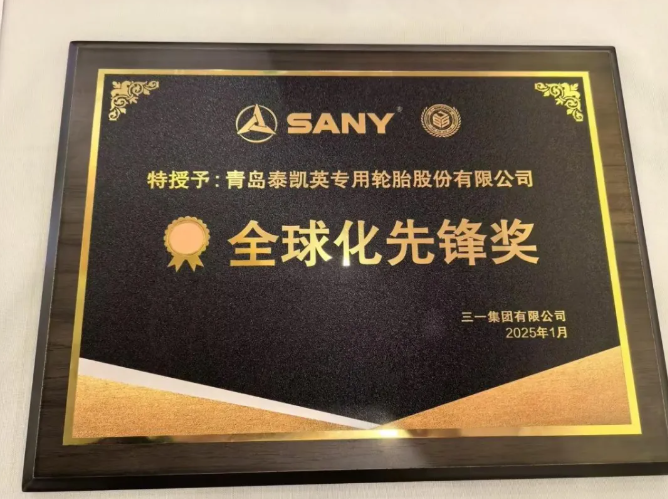 SANY®
特授予：青岛泰凯英专用轮胎股份有限公司
全球化先锋奖
三一集团有限公司
2025年1月